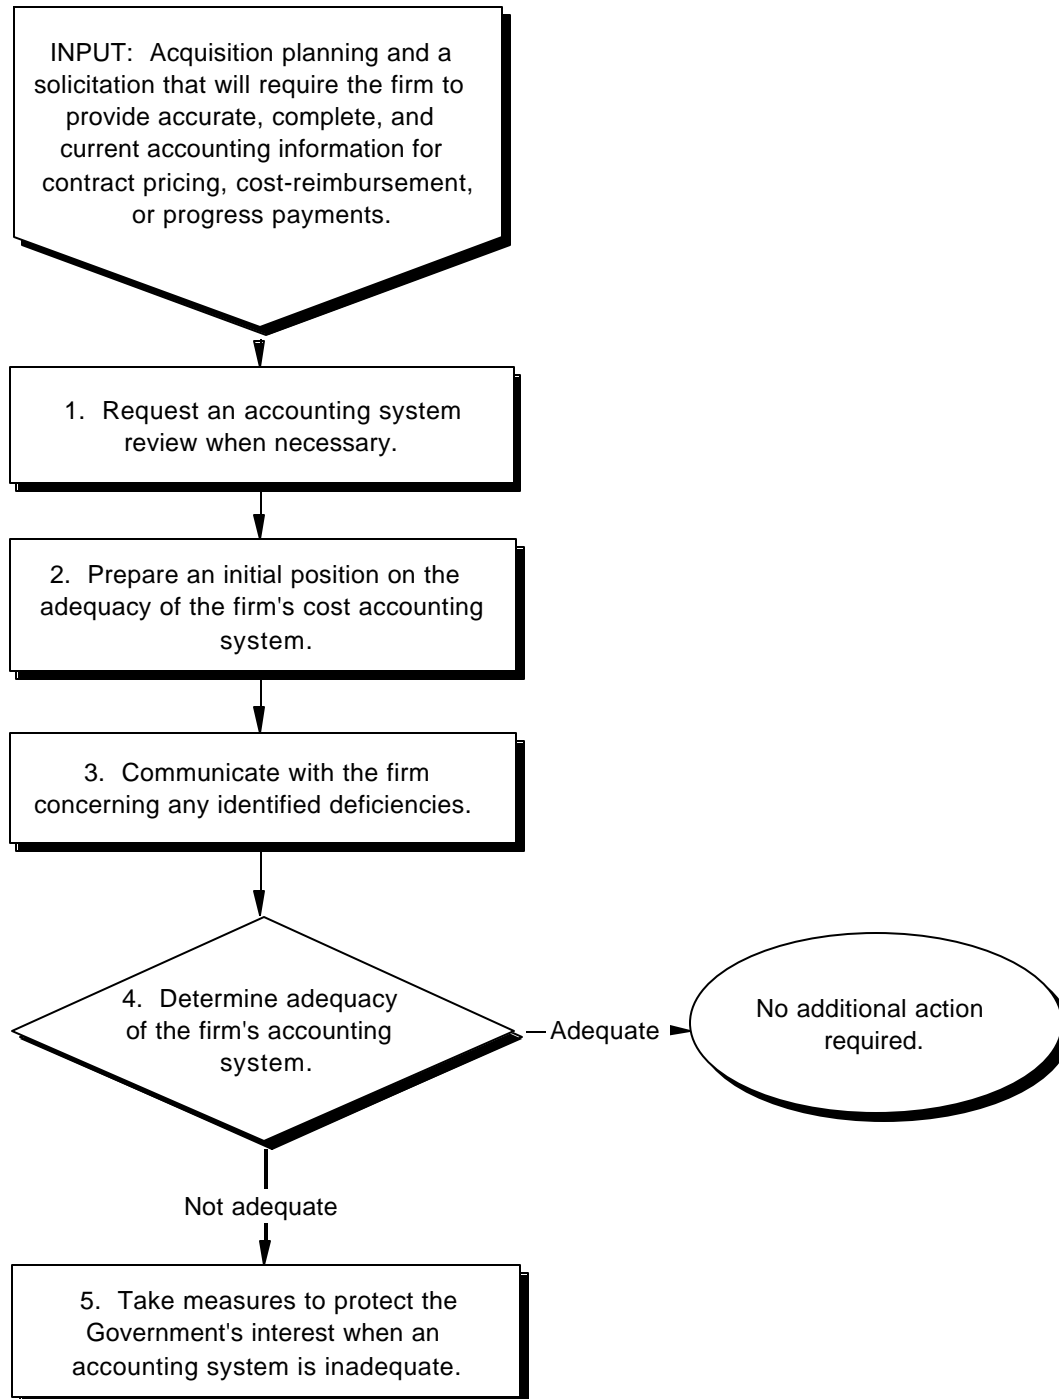 INPUT:  Acquisition planning and a
solicitation that will require the firm to
provide accurate, complete, and
current accounting information for
contract pricing, cost-reimbursement,
or progress payments.
1.  Request an accounting system
review when necessary.
2.  Prepare an initial position on the
adequacy of the firm's cost accounting
system.
3.  Communicate with the firm
concerning any identified deficiencies.
4.  Determine adequacy
of the firm's accounting
system.
Adequate
No additional action
required.
Not adequate
5.  Take measures to protect the
Government's interest when an
accounting system is inadequate.